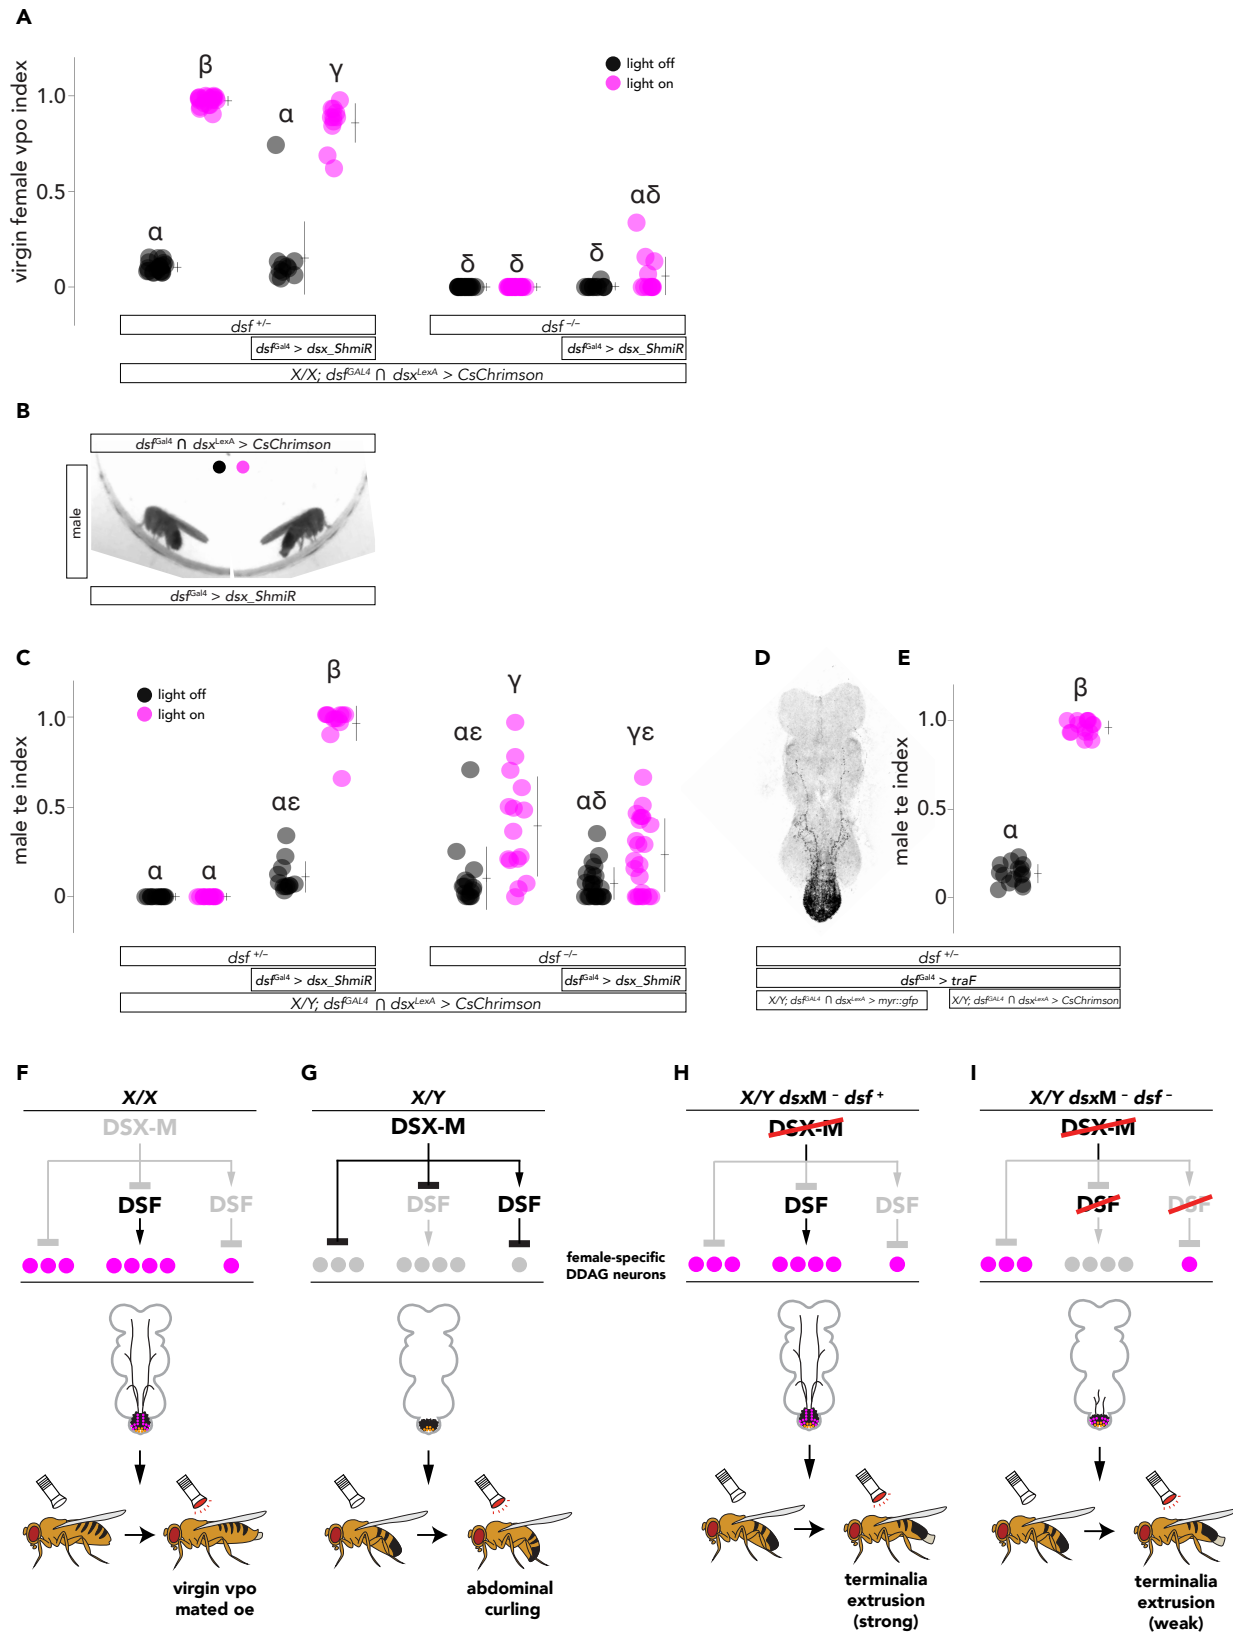 A
virgin female vpo index
1.0
0.5
0
light off
light on
α
β
α
γ
δ
δ
δ
αδ
dsf +/–
dsf –/–
dsfGal4 > dsx_ShmiR
dsfGal4 > dsx_ShmiR
X/X; dsfGAL4 ∩ dsxLexA > CsChrimson
B
dsfGal4 ∩ dsxLexA > CsChrimson
male
dsfGal4 > dsx_ShmiR
C
male te index
1.0
0.5
0
light off
light on
α
α
αε
β
αε
γ
αδ
γε
dsf +/–
dsf –/–
dsfGal4 > dsx_ShmiR
dsfGal4 > dsx_ShmiR
X/Y; dsfGAL4 ∩ dsxLexA > CsChrimson
D
E
male te index
1.0
0.5
0
α
β
dsf +/–
dsfGal4 > traF
X/Y; dsfGAL4 ∩ dsxLexA > myr::gfp
X/Y; dsfGAL4 ∩ dsxLexA > CsChrimson
F
X/X
DSX-M
DSF
DSF
virgin vpo
mated oe
G
X/Y
DSX-M
DSF
DSF
abdominal
curling
female-specific
DDAG neurons
H
X/Y dsxM – dsf +
DSX-M
DSF
DSF
terminalia
extrusion
(strong)
I
X/Y dsxM – dsf –
DSX-M
DSF
DSF
terminalia
extrusion
(weak)